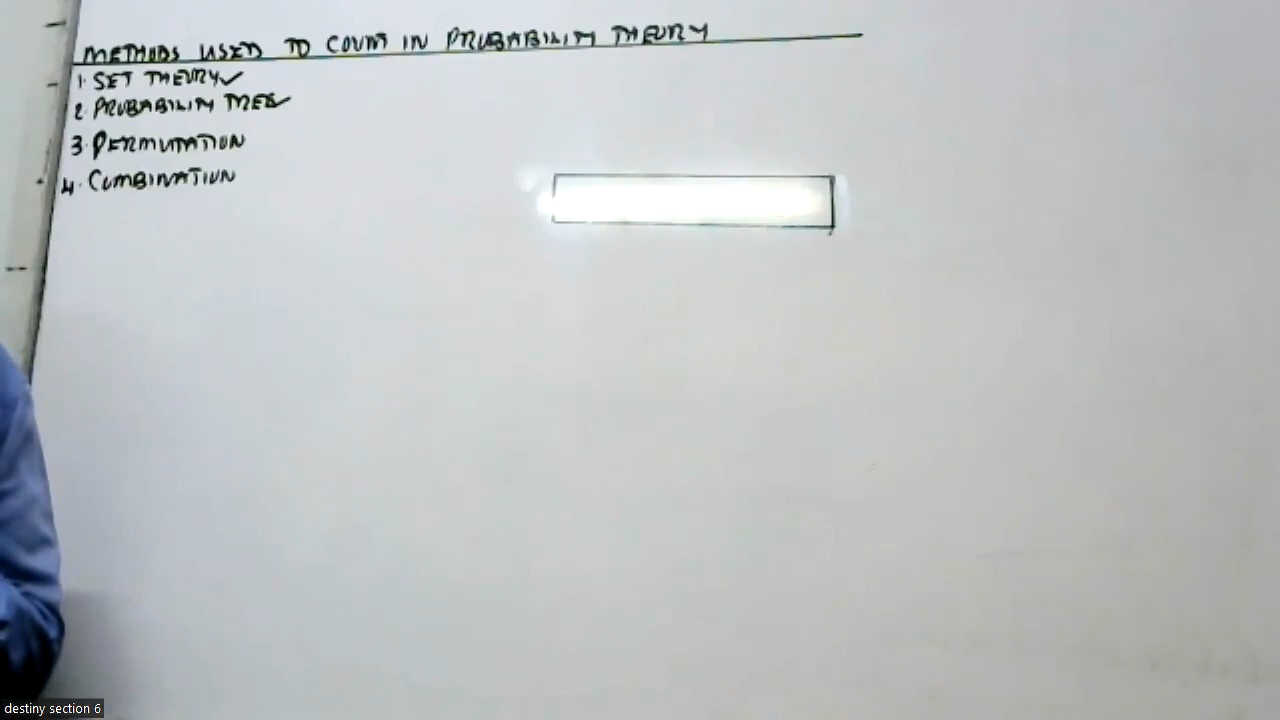 METHODS USED TO COUNT IN PROBABILITY THEORY
1. SET THEORY✓
2. PROBABILITY TREE✓
3. PERMUTATION
4. COMBINATION
destiny section 6